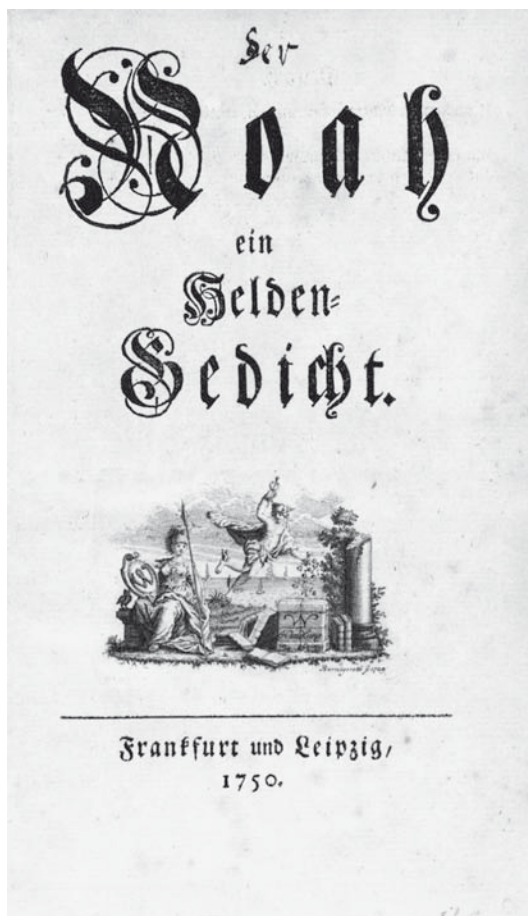 Der
Noah
ein
Helden=
Gedicht.
W
Frankfurt und Leipzig,
1750.